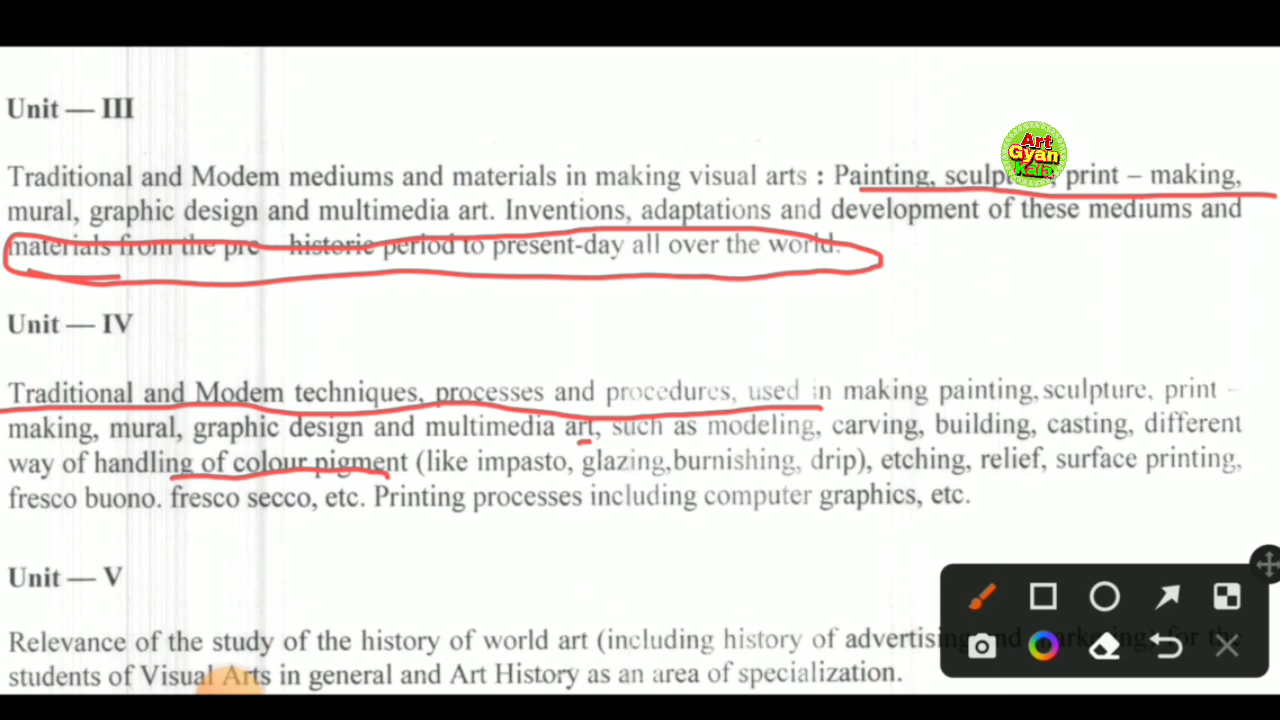 Art
Gyan
Kala
Unit — III
Traditional and Modem mediums and materials in making visual arts : Painting, sculpture, print – making,
mural, graphic design and multimedia art. Inventions, adaptations and development of these mediums and
materials from the pre – historic period to present-day all over the world.
Unit — IV
Traditional and Modem techniques, processes and procedures, used in making painting, sculpture, print –
making, mural, graphic design and multimedia art, such as modeling, carving, building, casting, different
way of handling of colour pigment (like impasto, glazing,burnishing, drip), etching, relief, surface printing,
fresco buono. fresco secco, etc. Printing processes including computer graphics, etc.
Unit — V
Relevance of the study of the history of world art (including history of advertising and marketing) for the
students of Visual Arts in general and Art History as an area of specialization.